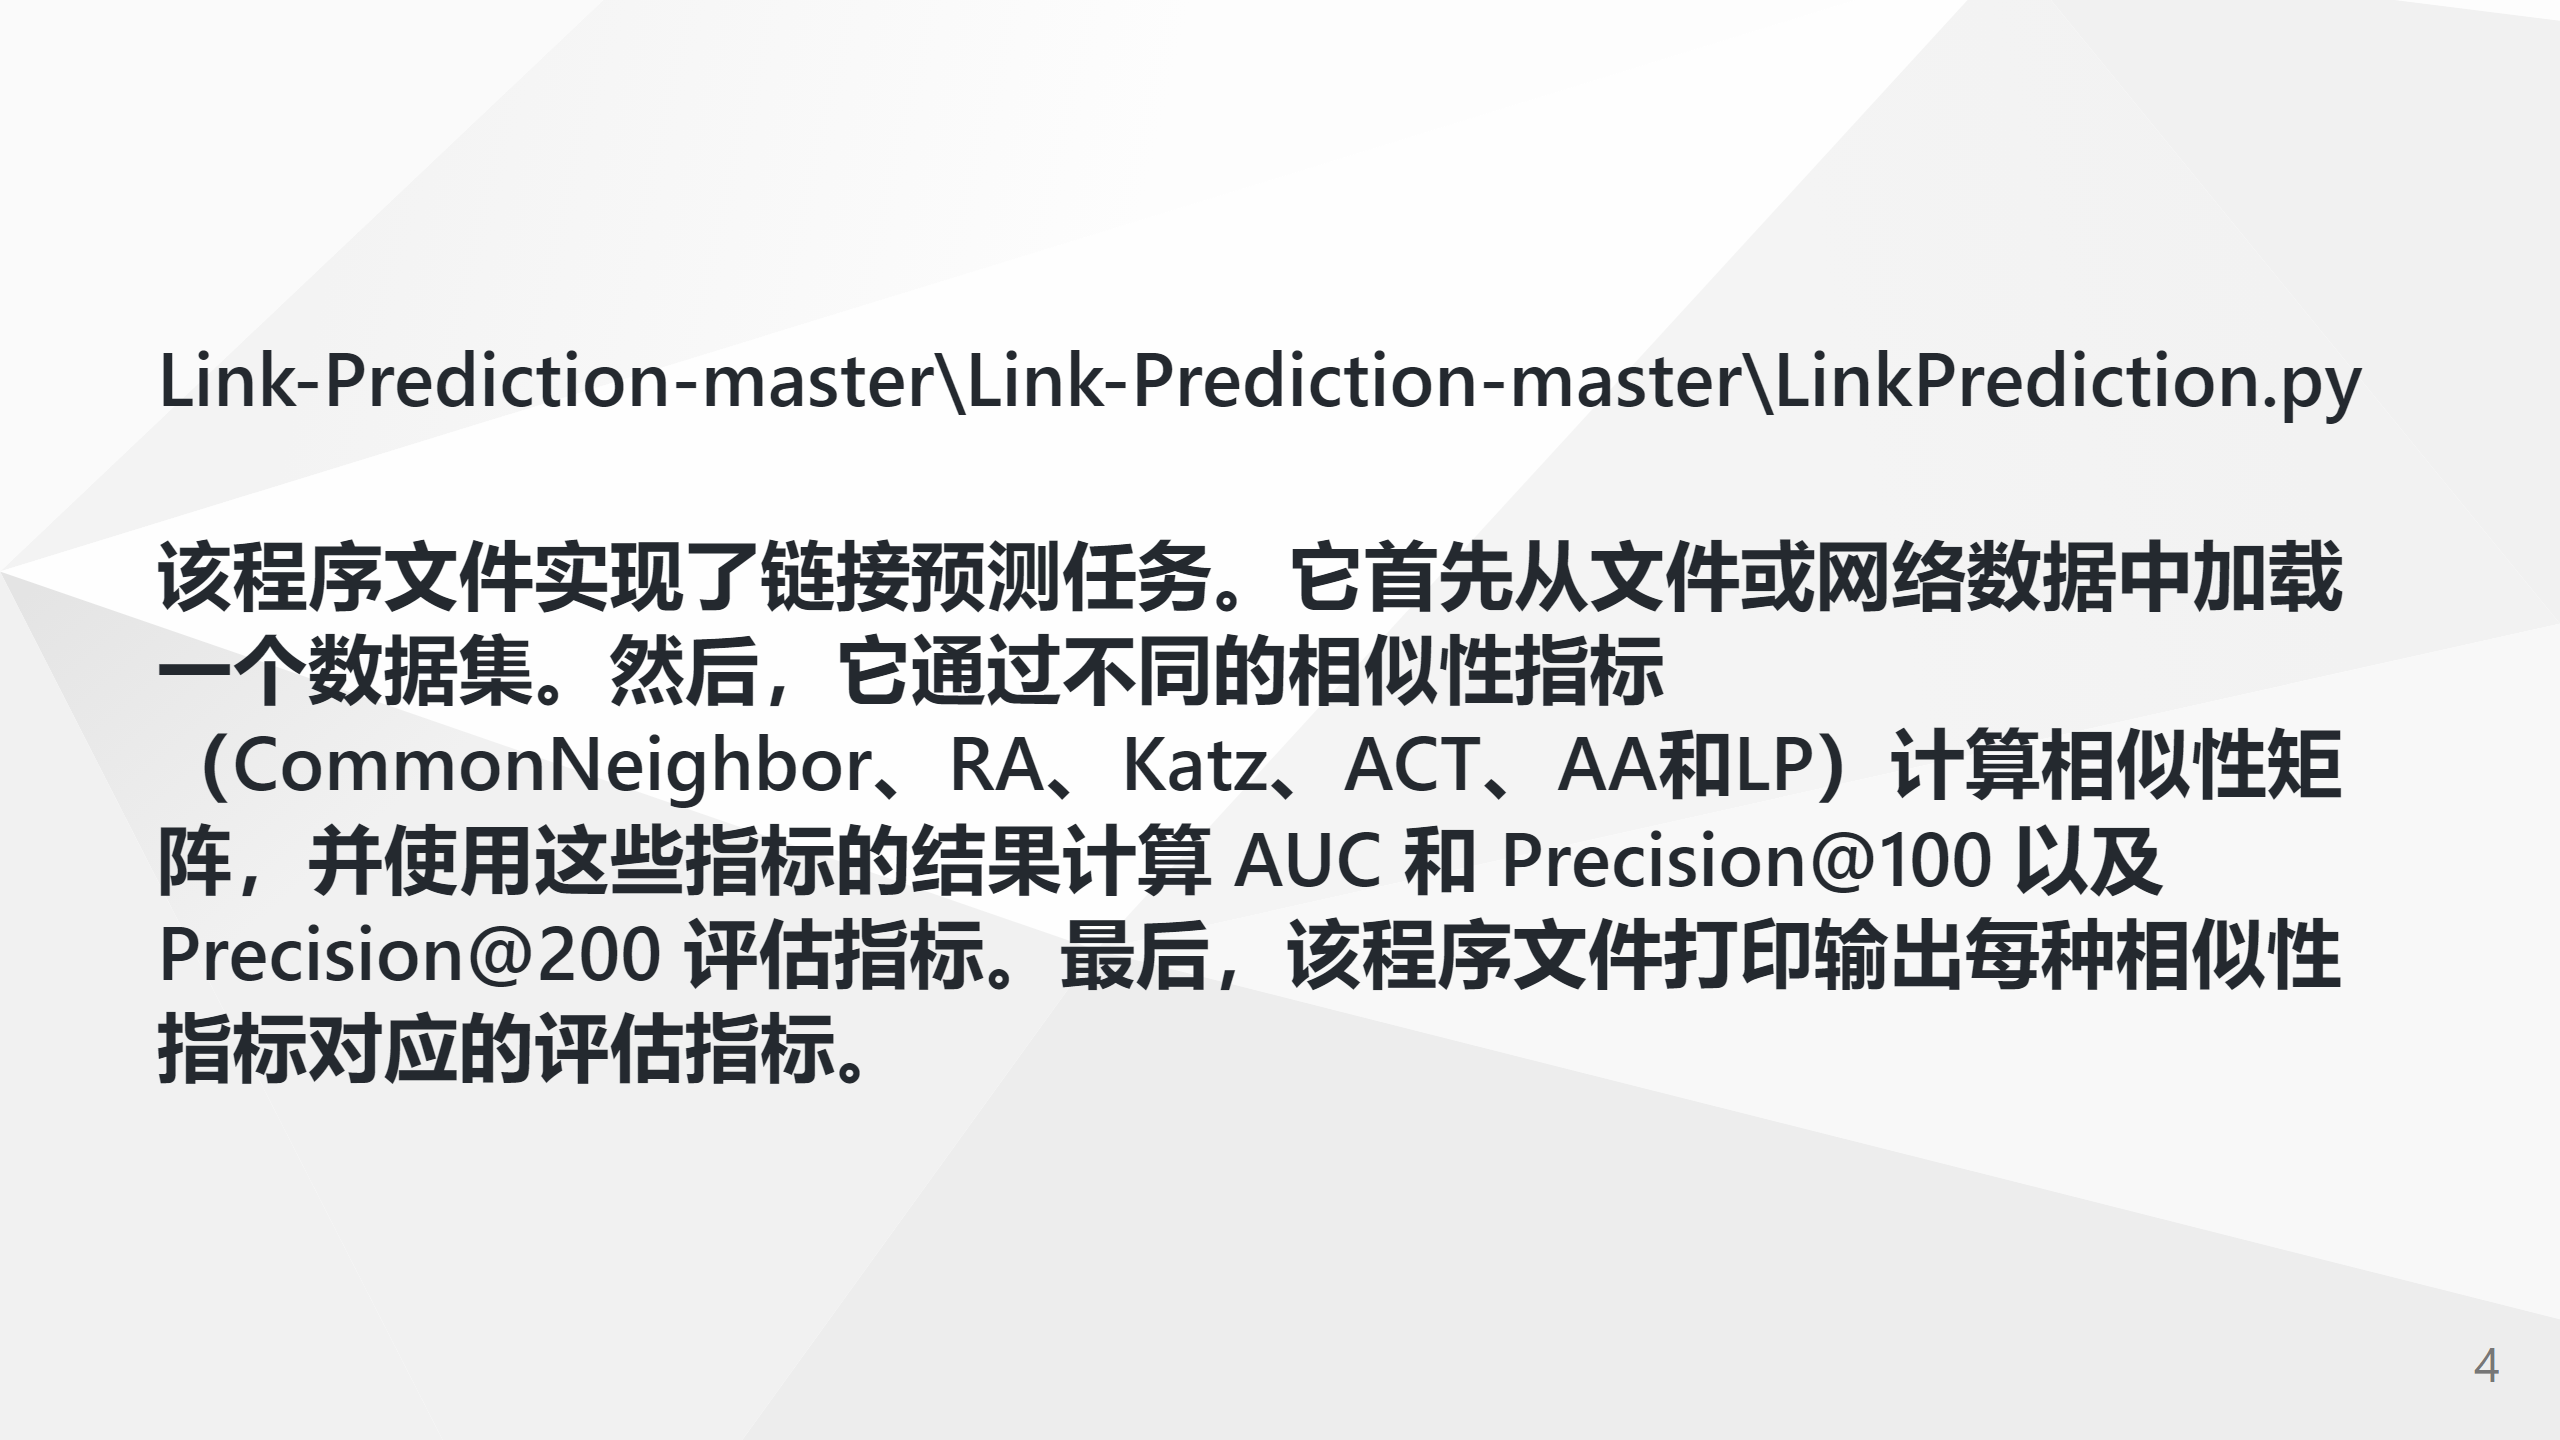 Link-Prediction-master\Link-Prediction-master\LinkPrediction.py
该程序文件实现了链接预测任务。它首先从文件或网络数据中加载
一个数据集。然后，它通过不同的相似性指标
（CommonNeighbor、RA、Katz、ACT、AA和LP）计算相似性矩
阵，并使用这些指标的结果计算 AUC 和 Precision@100 以及
Precision@200 评估指标。最后，该程序文件打印输出每种相似性
指标对应的评估指标。
4